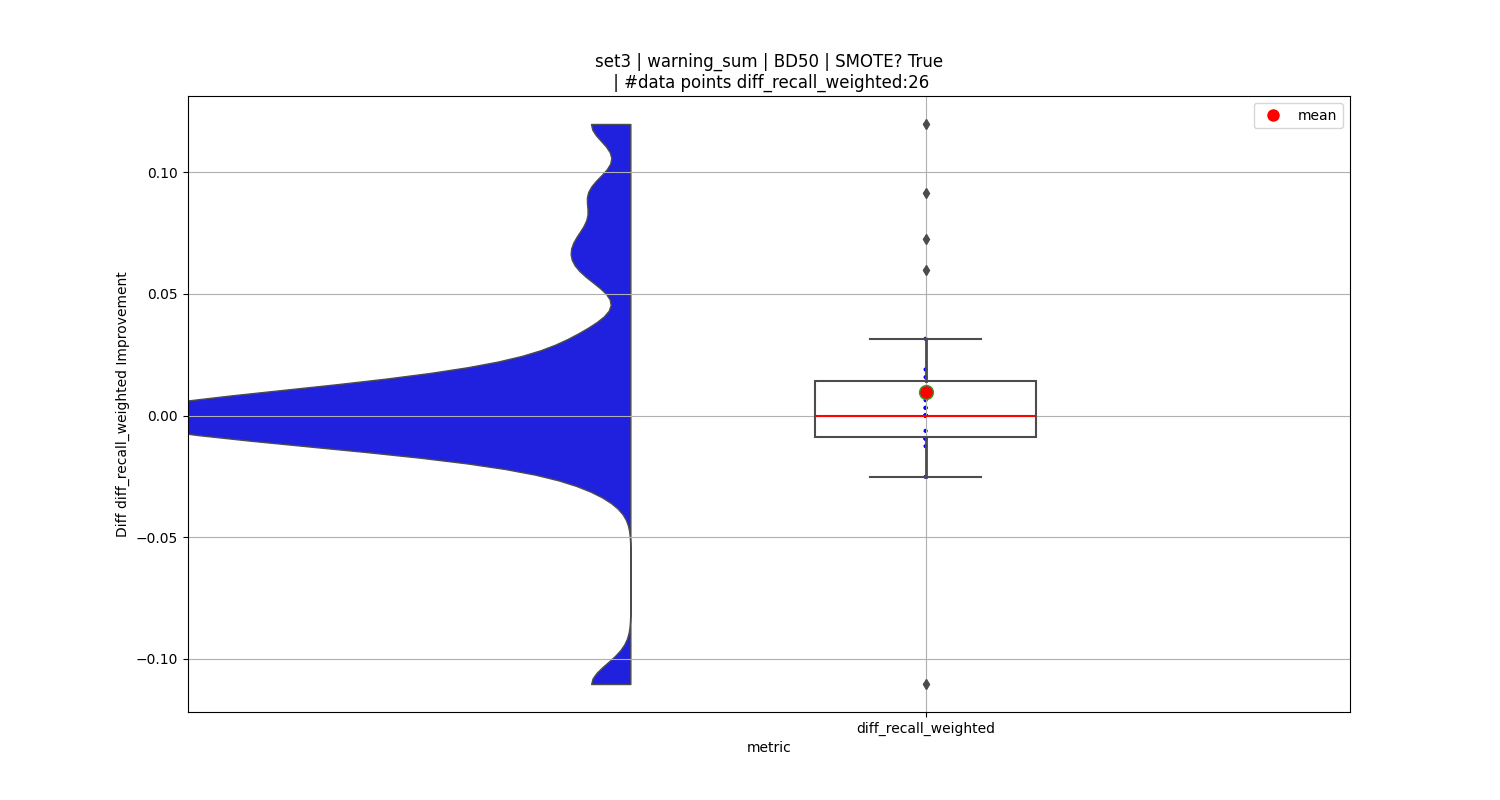 set3 | warning_sum | BD50 | SMOTE? True
| #data points diff_recall_weighted:26
mean
0.10
0.05
0.00
−0.05
−0.10
Diff diff_recall_weighted Improvement
diff_recall_weighted
metric